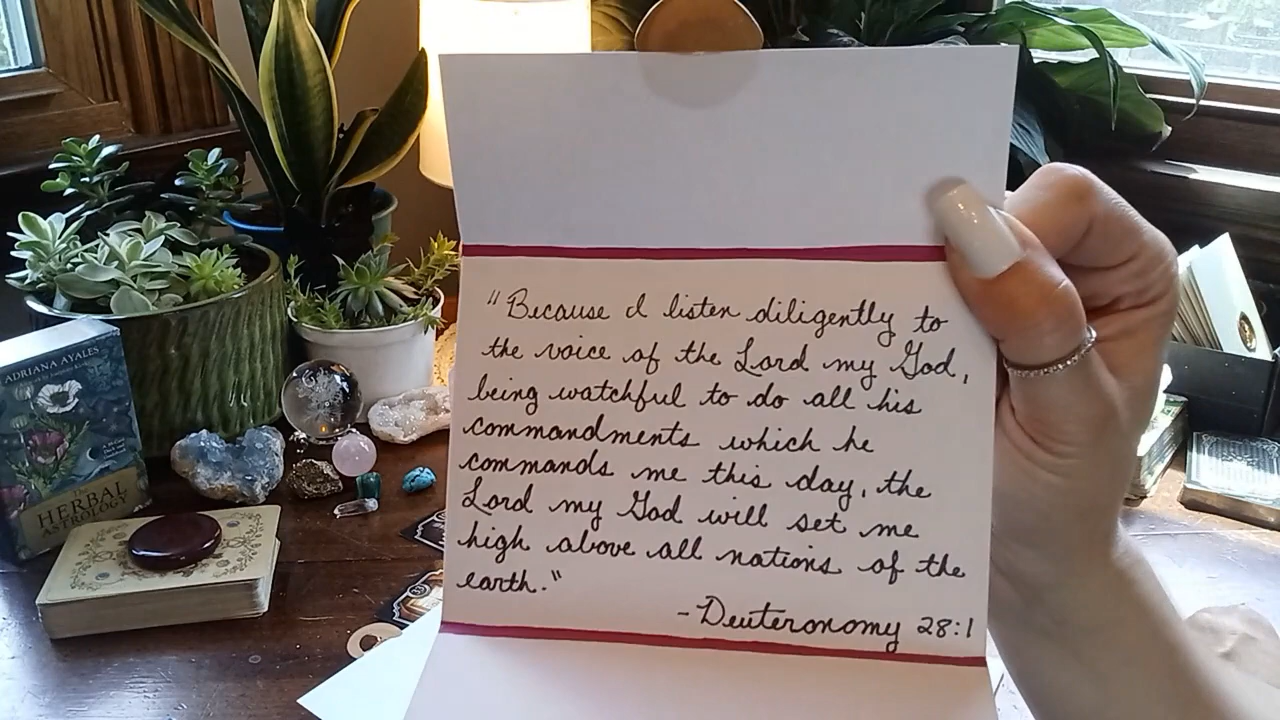 "Because I listen diligently to
the voice of the Lord my God,
being watchful to do all his
commandments which he
commands me this day, the
Lord my God will set me
high above all nations of the
earth."
-Deuteronomy 28:1
ADRIANA AYALES
HERBAL
ASTROLOGY